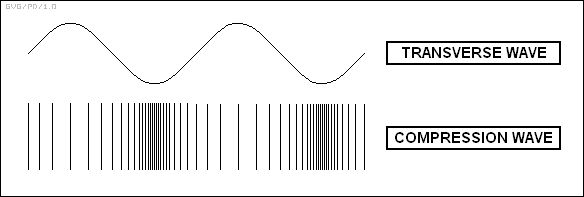 GVG/PD/1.0
TRANSVERSE WAVE
COMPRESSION WAVE